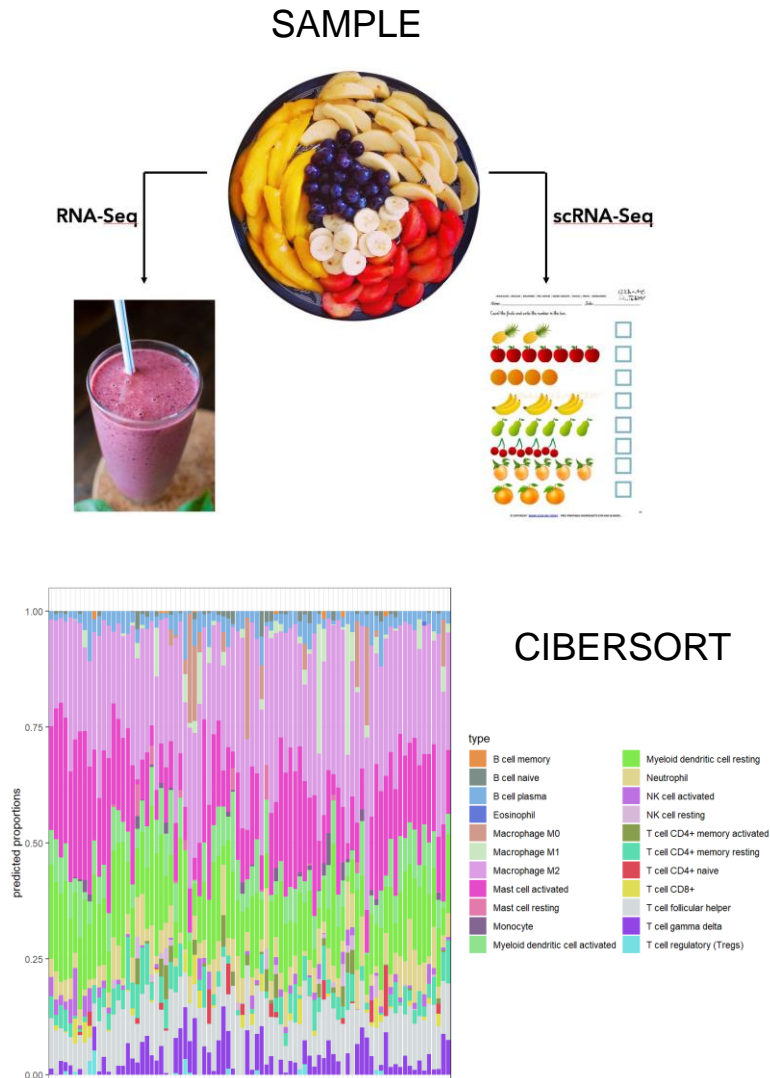 SAMPLE
RNA-Seq
scRNA-Seq
Count the fruits and write the number in the box.
CIBERSORT
predicted proportions
1.00
0.75
0.50
0.25
0.00
type
B cell memory
B cell naive
B cell plasma
Eosinophil
Macrophage M0
Macrophage M1
Macrophage M2
Mast cell activated
Mast cell resting
Monocyte
Myeloid dendritic cell activated
Myeloid dendritic cell resting
Neutrophil
NK cell activated
NK cell resting
T cell CD4+ memory activated
T cell CD4+ memory resting
T cell CD4+ naive
T cell CD8+
T cell follicular helper
T cell gamma delta
T cell regulatory (Tregs)